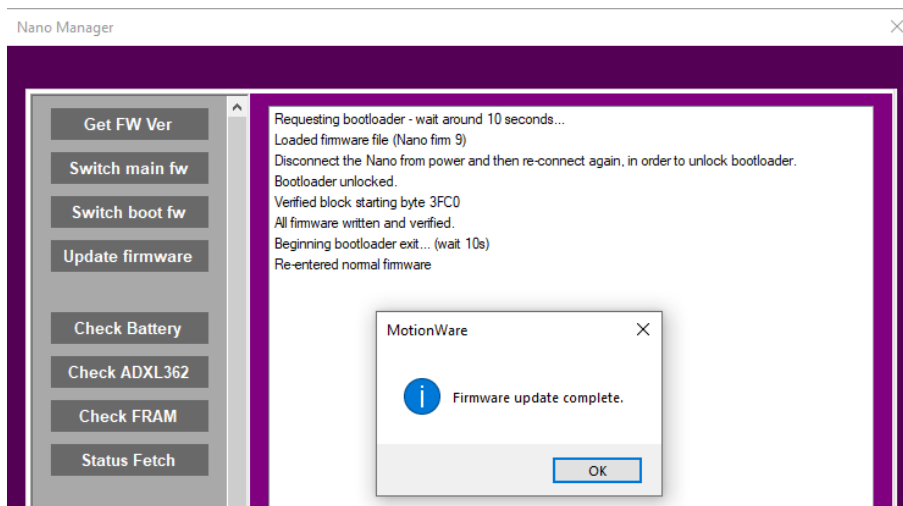 Nano Manager
Get FW Ver
Switch main fw
Switch boot fw
Update firmware
Check Battery
Check ADXL362
Check FRAM
Status Fetch
Requesting bootloader - wait around 10 seconds...
Loaded firmware file (Nano firm 9)
Disconnect the Nano from power and then re-connect again, in order to unlock bootloader.
Bootloader unlocked.
Verified block starting byte 3FC0
All firmware written and verified.
Beginning bootloader exit... (wait 10s)
Re-entered normal firmware
MotionWare
Firmware update complete.
OK